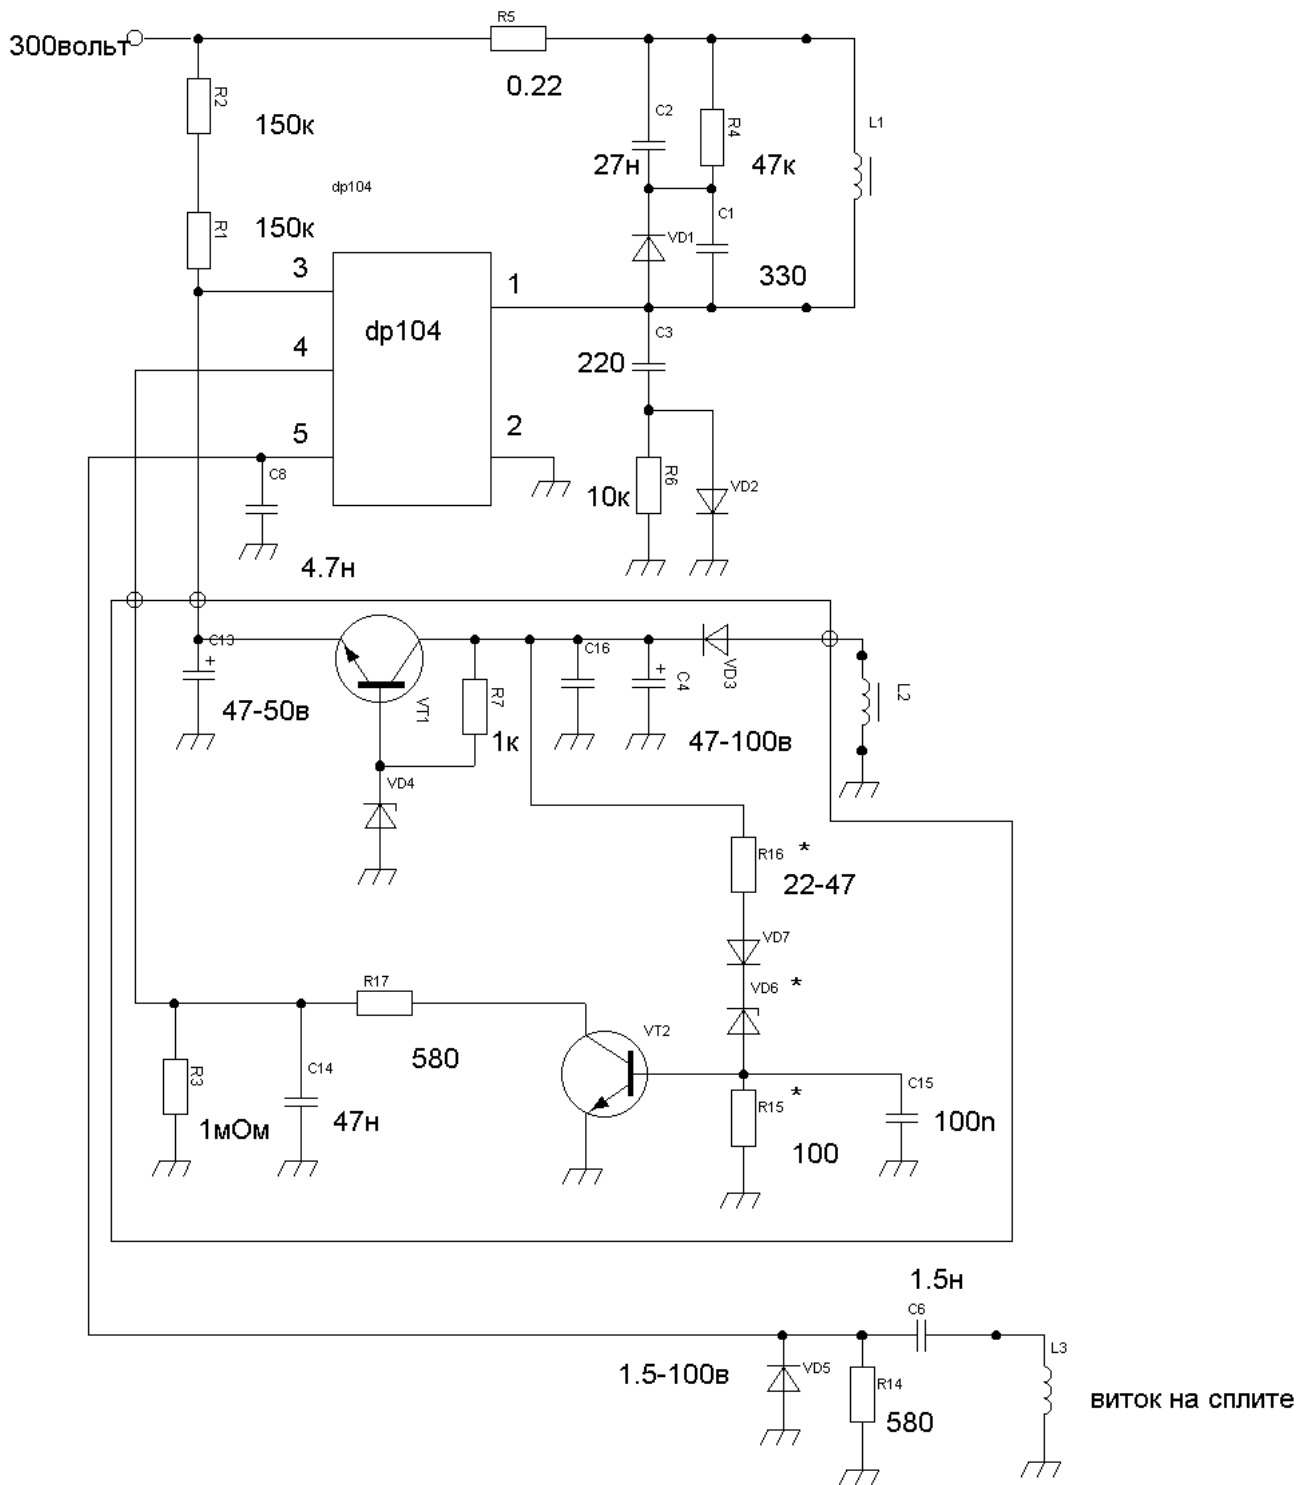 R5
300вольт
0.22
R2
150к
C2
R4
L1
27н
47к
dp104
R1
150к
C1
VD1
3
1
330
dp104
4
C3
220
5
2
C8
R6
VD2
10к
4.7н
C13
+
C16
+
C4
VD3
L2
47-50в
VT1
R7
1к
47-100в
VD4
R16
*
22-47
VD7
R17
VD6
*
VT2
580
R3
C14
R15
*
C15
1мОм
47н
100
100n
1.5н
C6
L3
1.5-100в
VD5
R14
виток на сплите
580